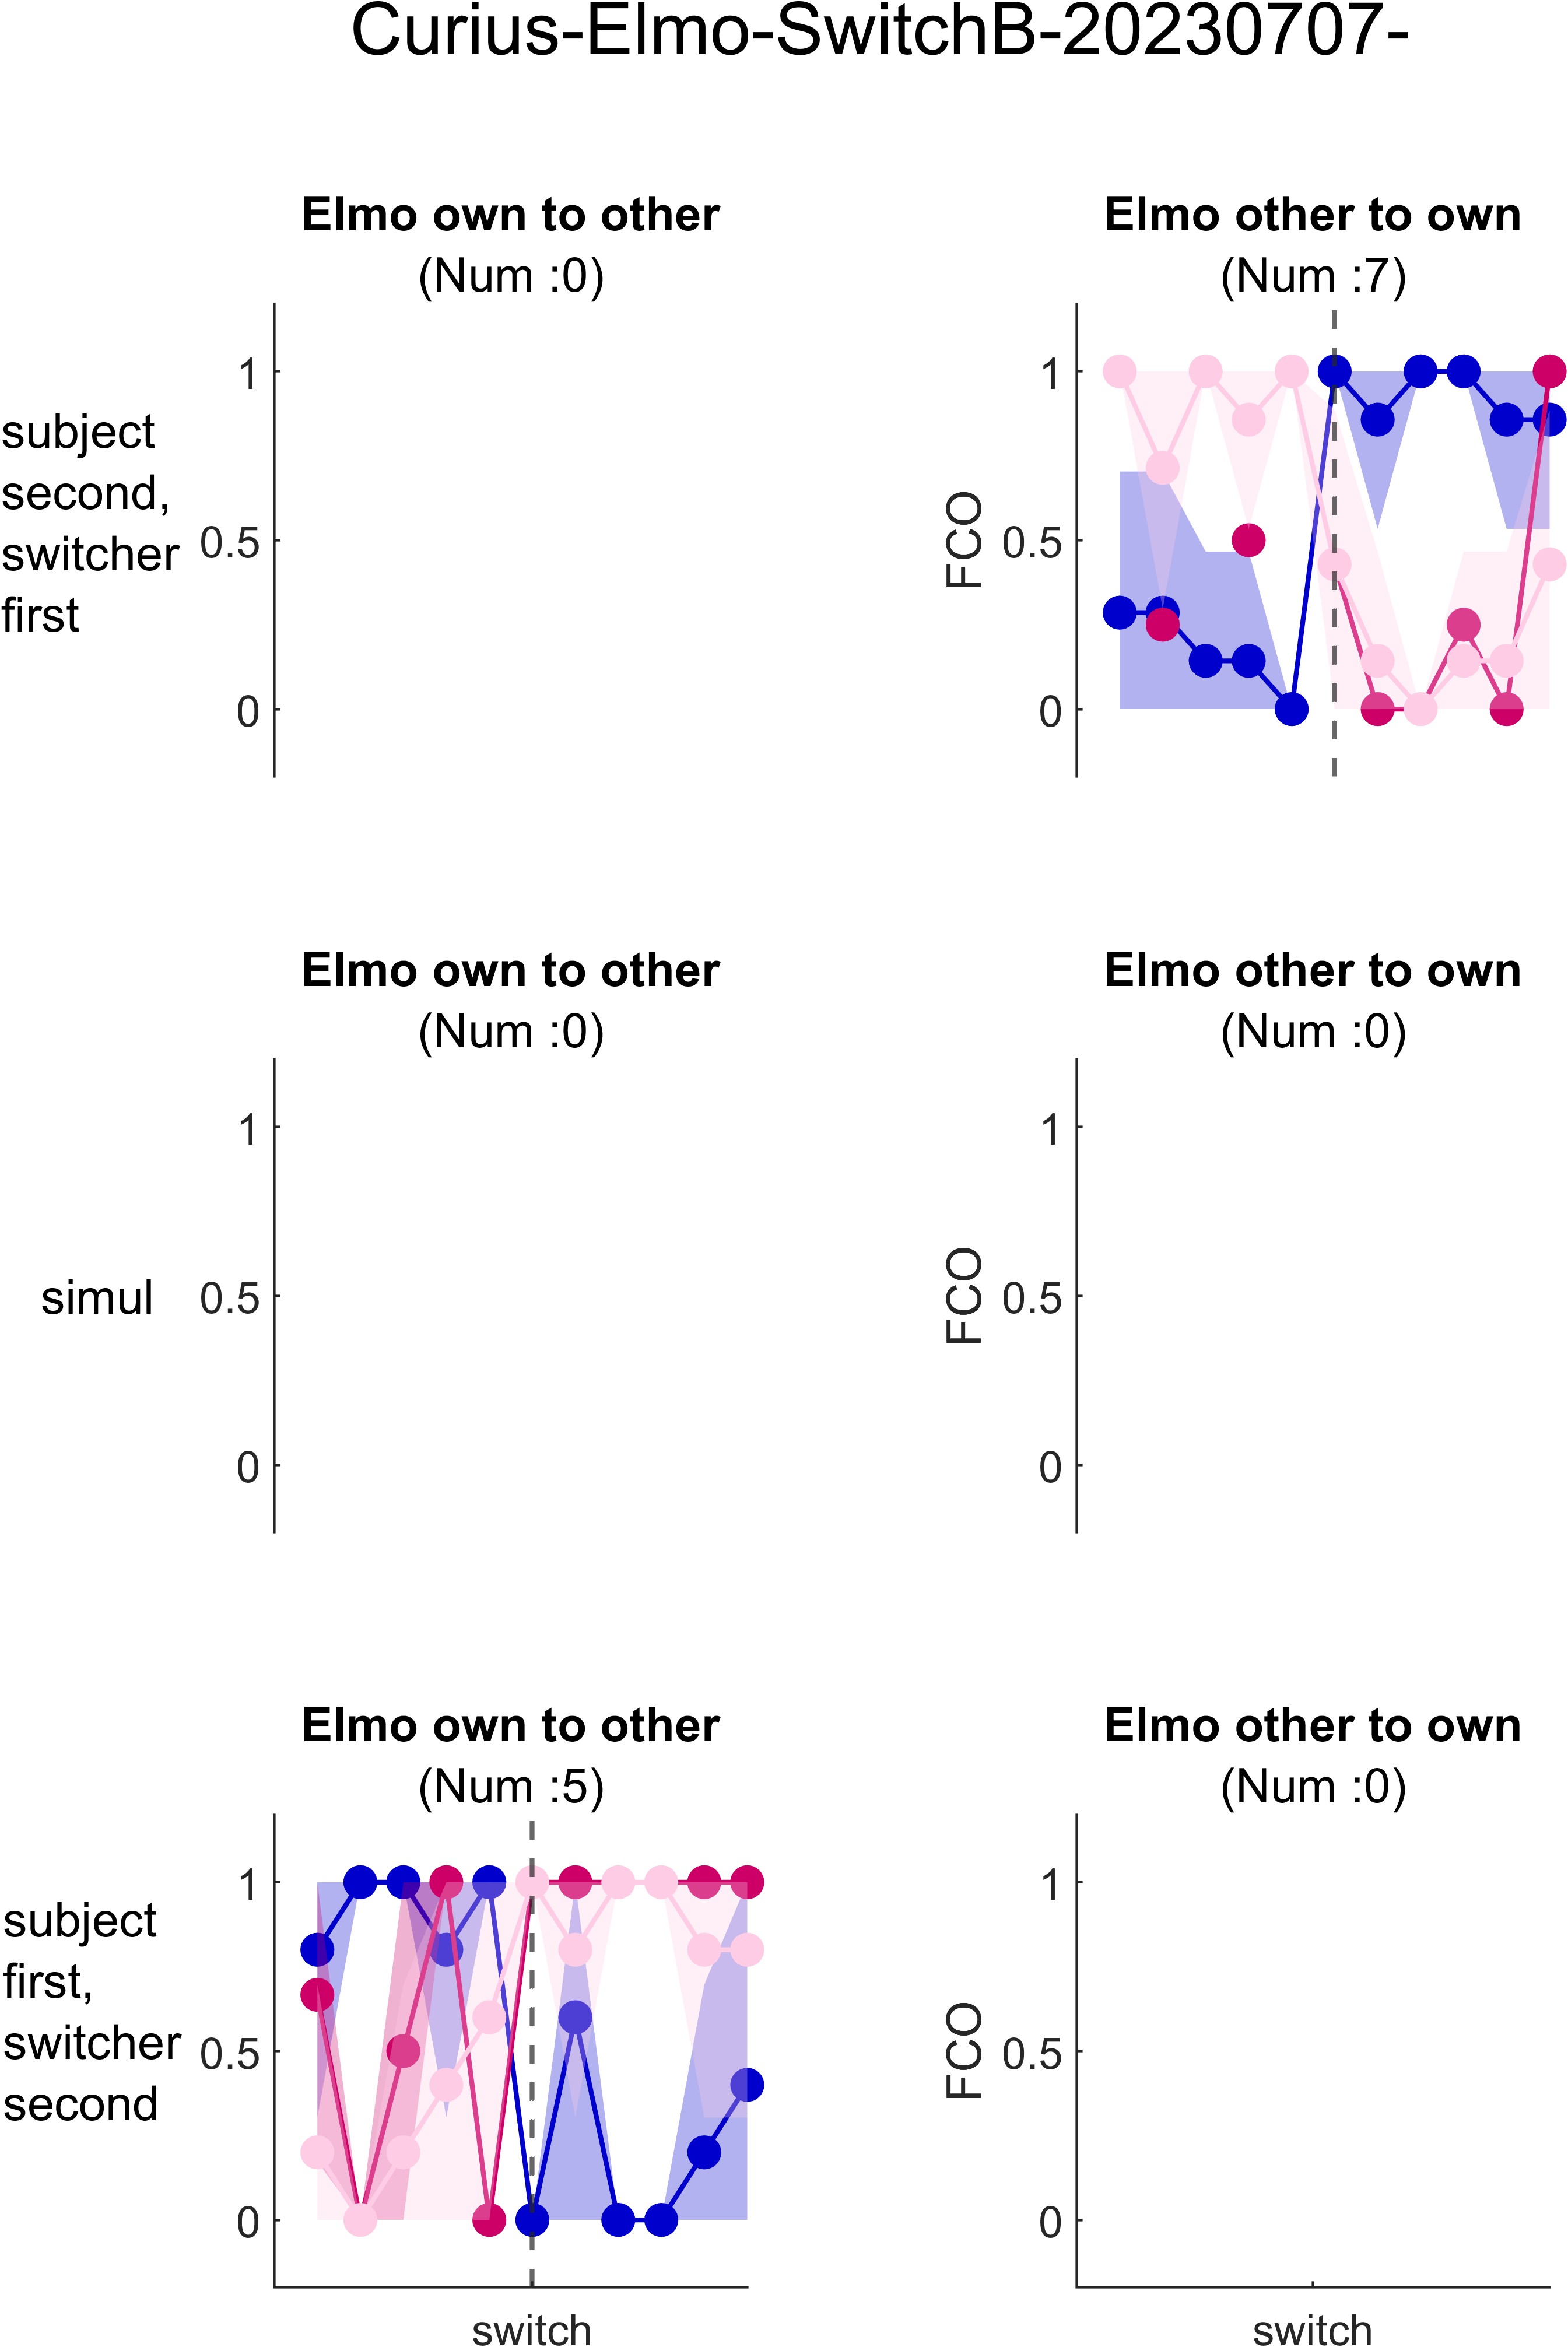 Curius-Elmo-SwitchB-20230707-
Elmo own to other
(Num :0)
Elmo other to own
(Num :7)
subject
second,
switcher
first
1
0.5
0
FCO
1
0.5
0
Elmo own to other
(Num :0)
Elmo other to own
(Num :0)
simul
1
0.5
0
FCO
1
0.5
0
Elmo own to other
(Num :5)
Elmo other to own
(Num :0)
subject
first,
switcher
second
1
0.5
0
switch
FCO
1
0.5
0
switch